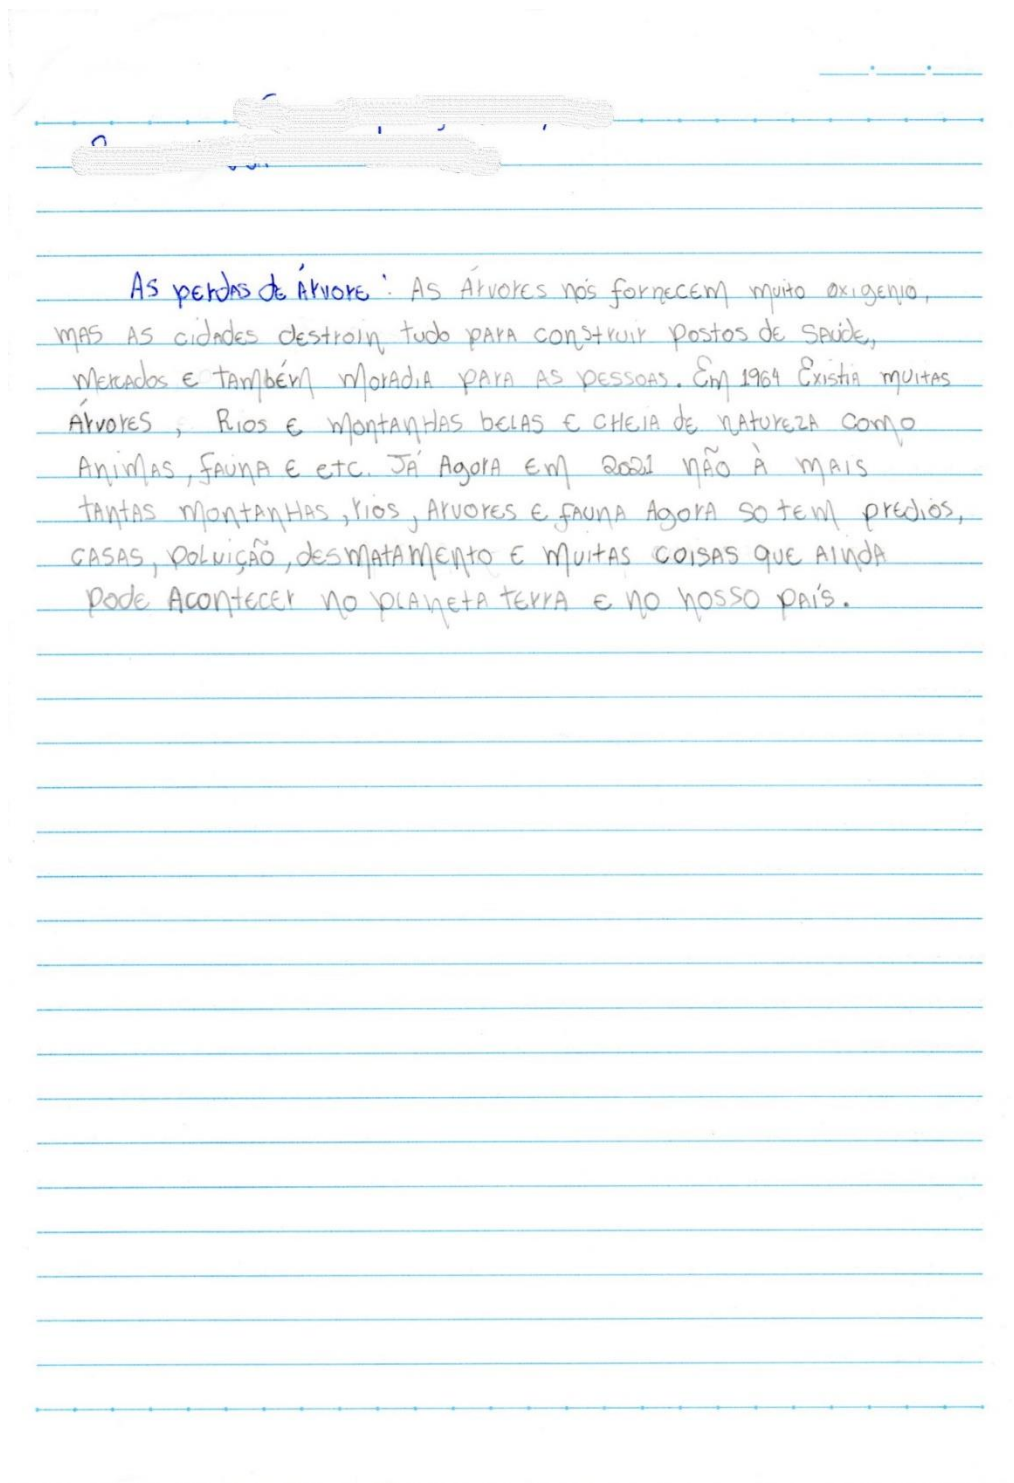 As perdas de Árvore: As Árvores nós fornecem muito oxigenio,
mas as cidades destroin tudo para construir postos de saúde,
mercados e também moradia para as pessoas. Em 1964 Existia muitas
Árvores, Rios e montanhas belas e cheia de natureza como
Animas, fauna e etc. Já Agora em 2021 não À mais
tantas montanhas, rios, Arvores e fauna Agora so tem predios,
casas, poluição, desmatamento e muitas coisas que Ainda
pode Acontecer no planeta terra e no nosso país.